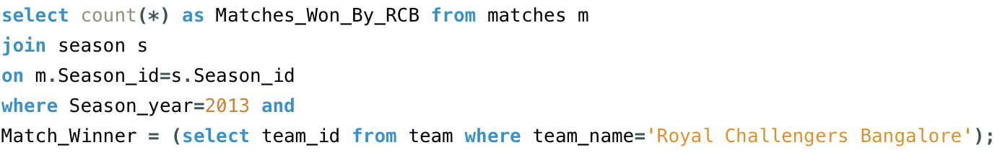 select count(*) as Matches_Won_By_RCB from matches m
join season s
on m.Season_id=s.Season_id
where Season_year=2013 and
Match_Winner = (select team_id from team where team_name='Royal Challengers Bangalore');